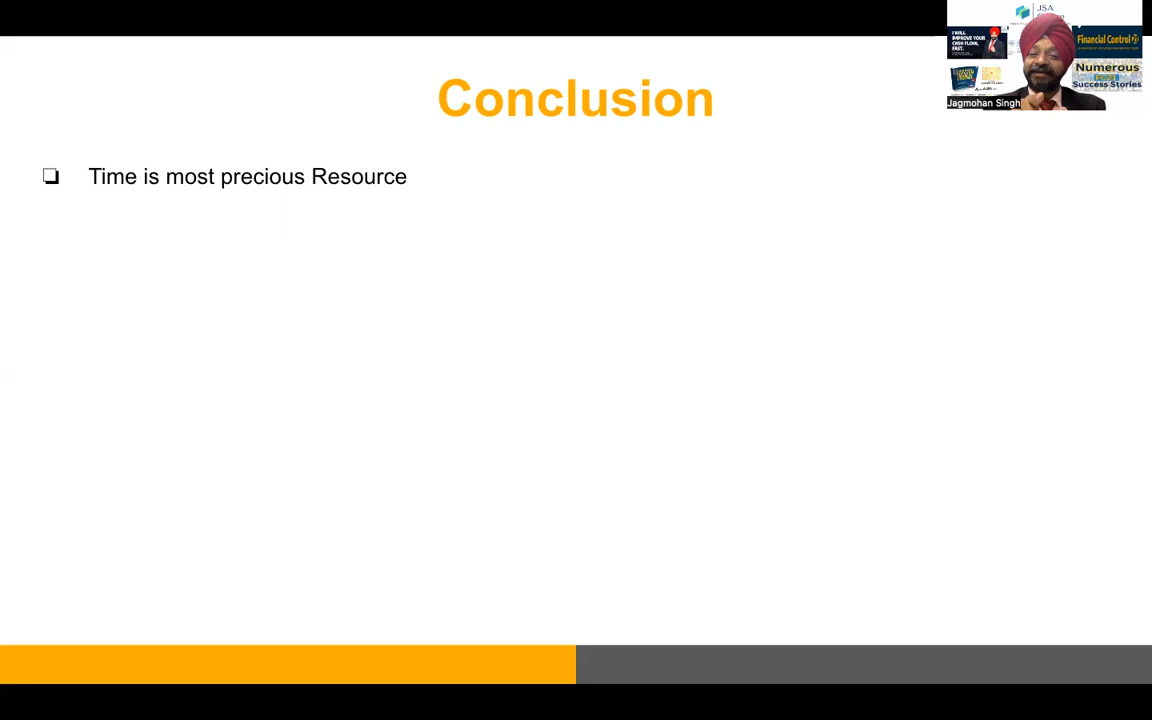 Conclusion
❏ Time is most precious Resource
JSA
I WILL
IMPROVE YOUR
CASH FLOW,
FAST.
Financial Control
Numerous
Success Stories
Jagmohan Singh